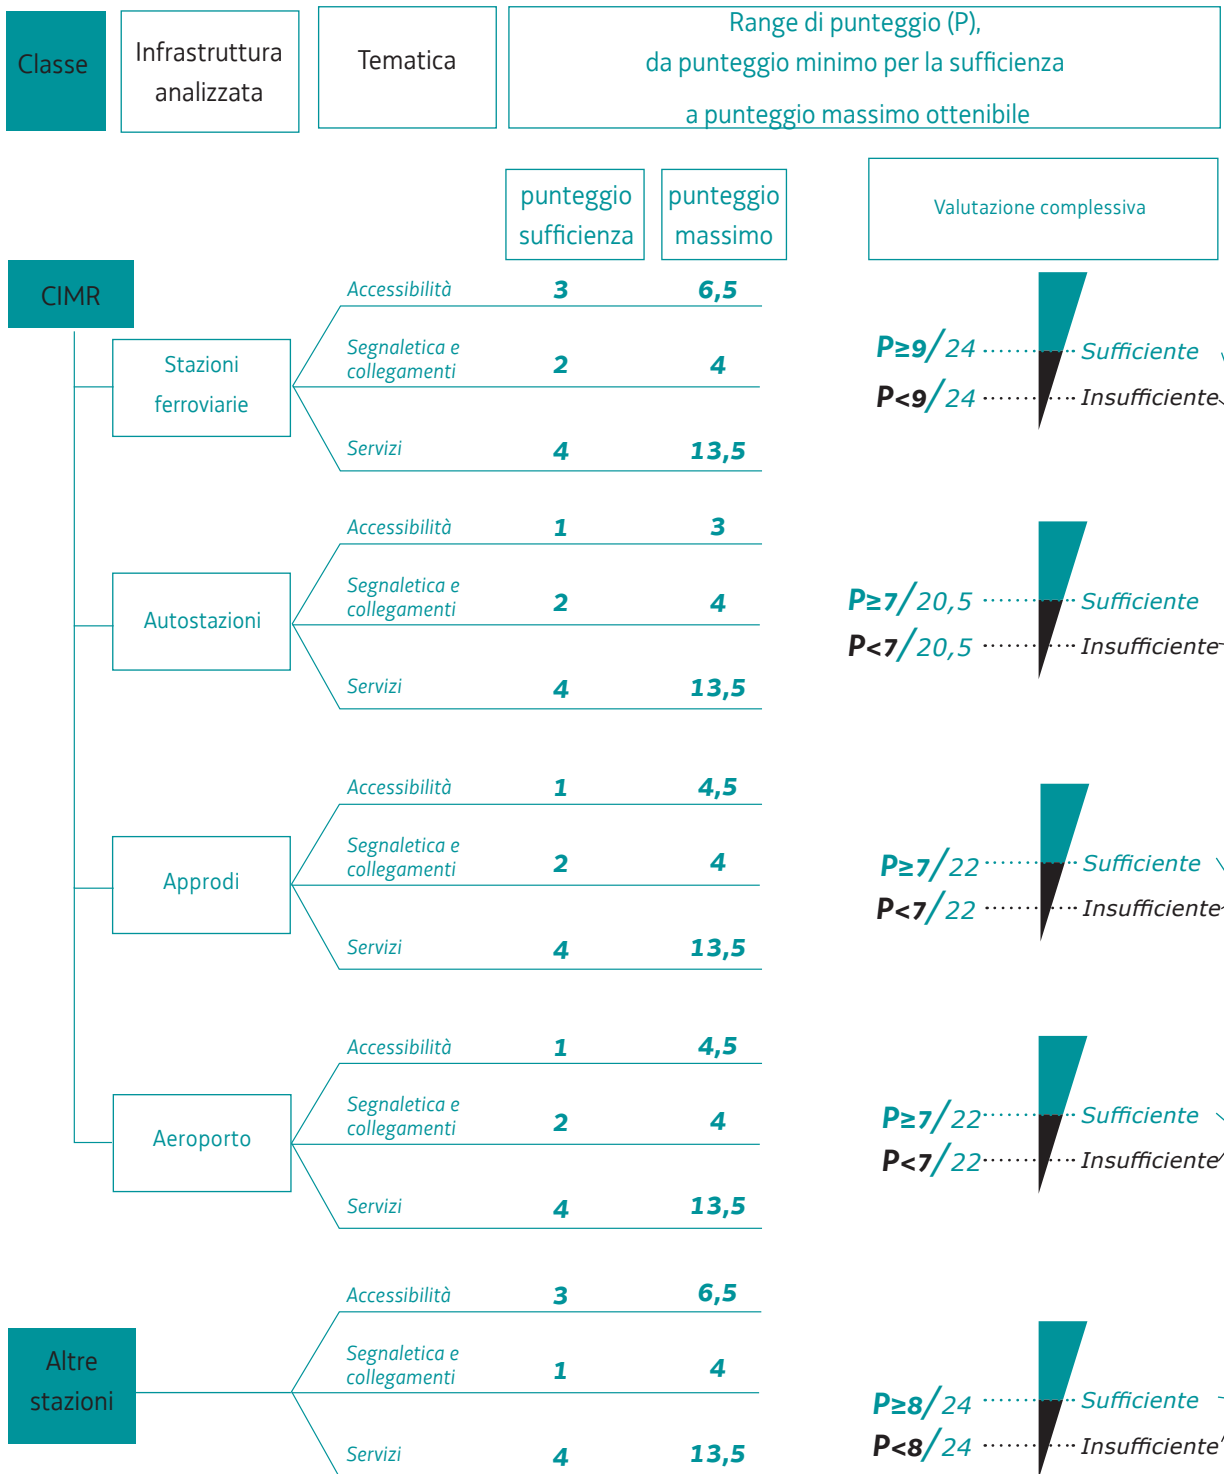 Classe
Infrastruttura
analizzata
Tematica
Range di punteggio (P),
da punteggio minimo per la sufficienza
a punteggio massimo ottenibile
punteggio
sufficienza
punteggio
massimo
Valutazione complessiva
CIMR
Stazioni
ferroviarie
Accessibilità 3 6,5
Segnaletica e
collegamenti 2 4
Servizi 4 13,5
P≥9/24 Sufficiente
P<9/24 Insufficiente
Autostazioni
Accessibilità 1 3
Segnaletica e
collegamenti 2 4
Servizi 4 13,5
P≥7/20,5 Sufficiente
P<7/20,5 Insufficiente
Approdi
Accessibilità 1 4,5
Segnaletica e
collegamenti 2 4
Servizi 4 13,5
P≥7/22 Sufficiente
P<7/22 Insufficiente
Aeroporto
Accessibilità 1 4,5
Segnaletica e
collegamenti 2 4
Servizi 4 13,5
P≥7/22 Sufficiente
P<7/22 Insufficiente
Altre
stazioni
Accessibilità 3 6,5
Segnaletica e
collegamenti 1 4
Servizi 4 13,5
P≥8/24 Sufficiente
P<8/24 Insufficiente